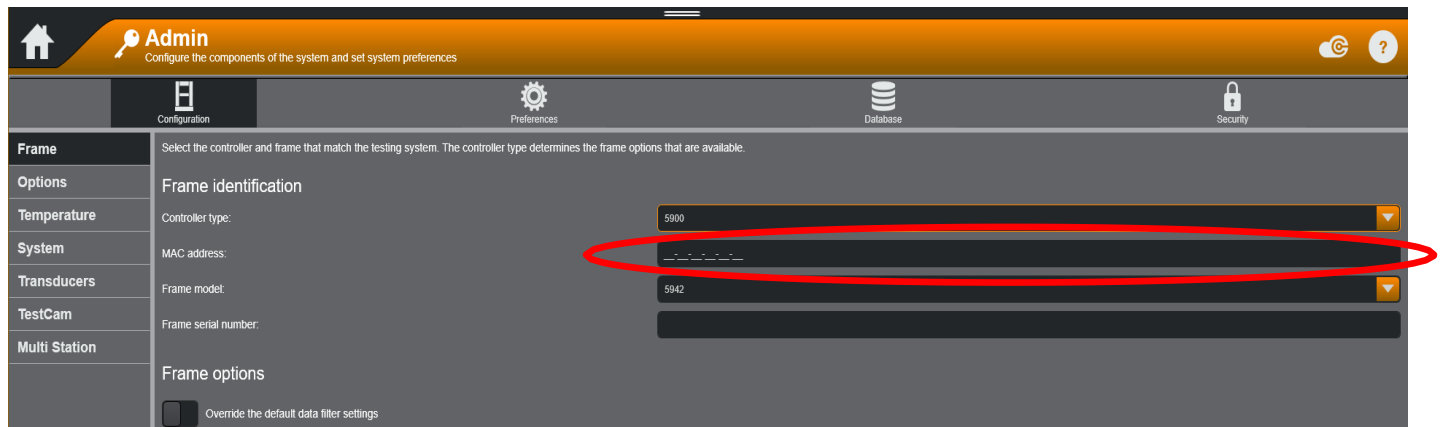 Admin
Configure the components of the system and set system preferences
?
Configuration
Preferences
Database
Security
Frame
Options
Temperature
System
Transducers
TestCam
Multi Station
Select the controller and frame that match the testing system. The controller type determines the frame options that are available.
Frame identification
Controller type:
5900
MAC address:
__-__-__-__-__-__
Frame model:
5942
Frame serial number:
Frame options
Override the default data filter settings